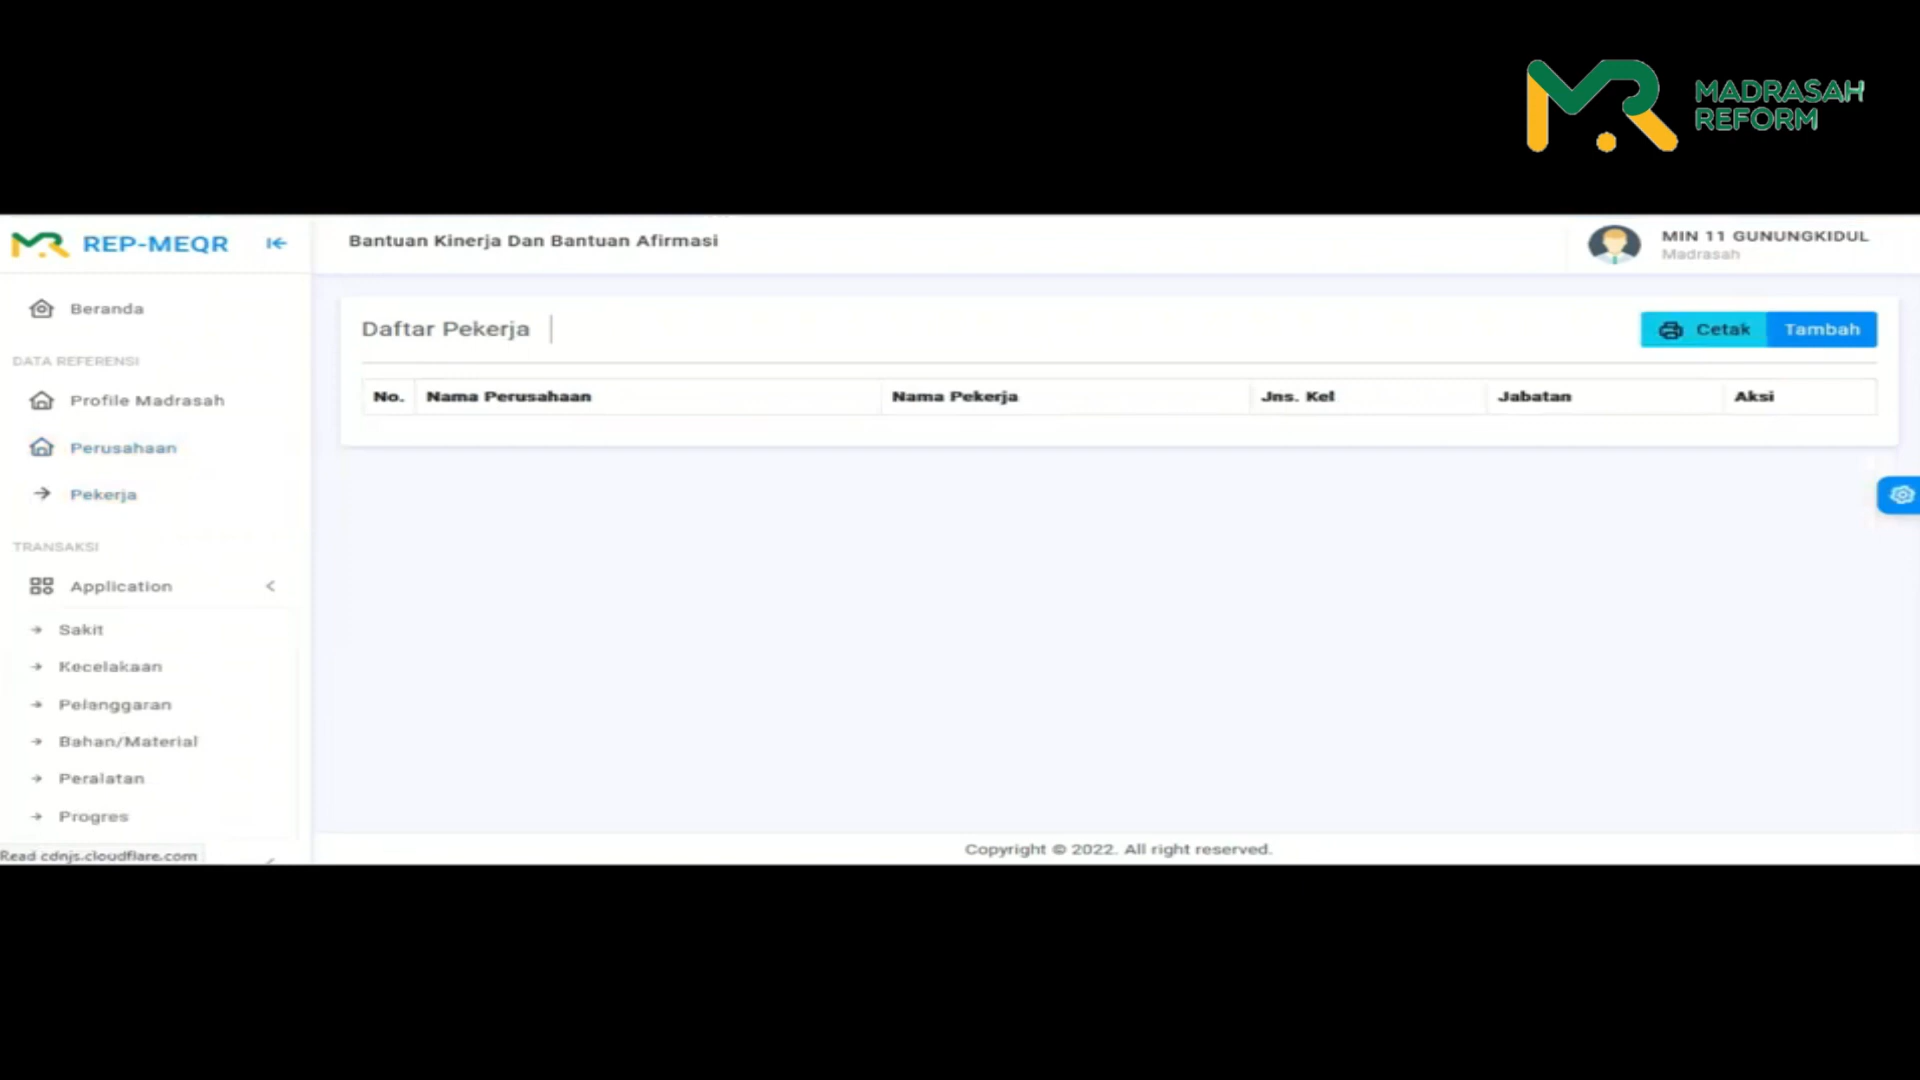 MADRASAH
REFORM
REP-MEQR
Bantuan Kinerja Dan Bantuan Afirmasi
MIN 11 GUNUNGKIDUL
Madrasah
Beranda
DATA REFERENSI
Profile Madrasah
Perusahaan
Pekerja
TRANSAKSI
Application
Sakit
Kecelakaan
Pelanggaran
Bahan/Material
Peralatan
Progres
Read cdnjs.cloudflare.com
Daftar Pekerja
Cetak Tambah
No. Nama Perusahaan Nama Pekerja Jns. Kel Jabatan Aksi
Copyright © 2022. All right reserved.